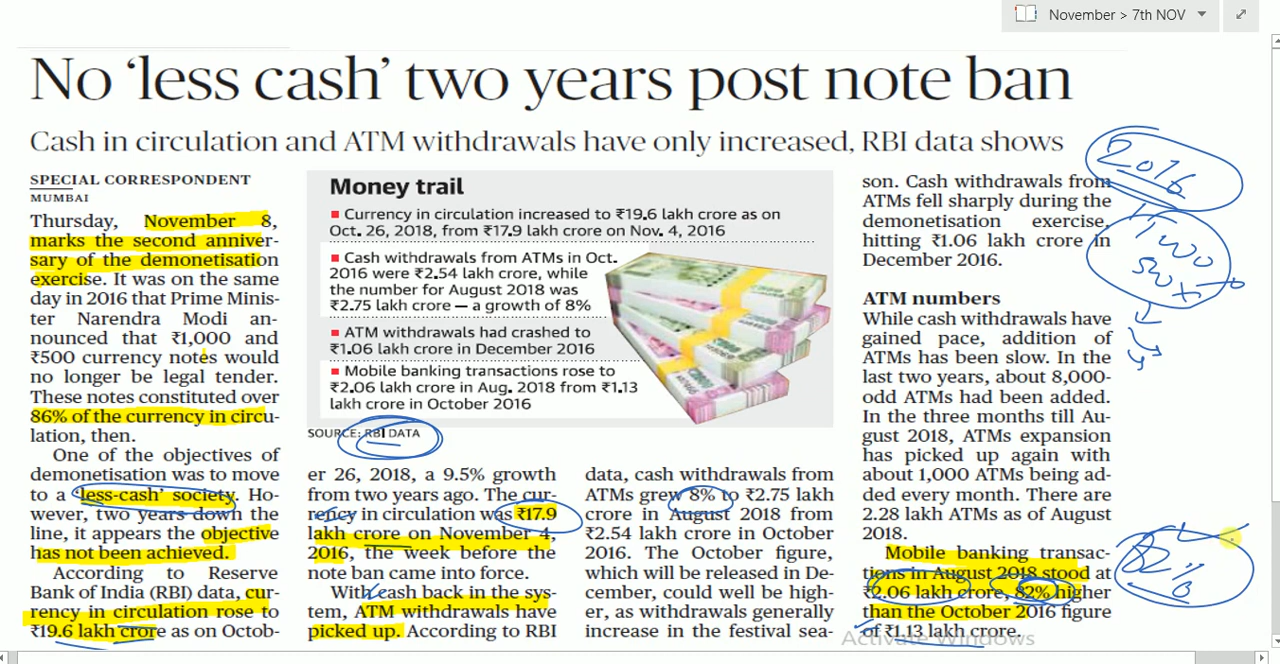 November > 7th NOV
No 'less cash' two years post note ban
Cash in circulation and ATM withdrawals have only increased, RBI data shows
SPECIAL CORRESPONDENT
MUMBAI
Thursday, November 8,
marks the second anniver-
sary of the demonetisation
exercise. It was on the same
day in 2016 that Prime Minis-
ter Narendra Modi an-
nounced that ₹1,000 and
₹500 currency notes would
no longer be legal tender.
These notes constituted over
86% of the currency in circu-
lation, then.
One of the objectives of
demonetisation was to move
to a 'less-cash' society. Ho-
wever, two years down the
line, it appears the objective
has not been achieved.
According to Reserve
Bank of India (RBI) data, cur-
rency in circulation rose to
₹19.6 lakh crore as on Octob-
Money trail
■ Currency in circulation increased to ₹19.6 lakh crore as on
Oct. 26, 2018, from ₹17.9 lakh crore on Nov. 4, 2016
■ Cash withdrawals from ATMs in Oct.
2016 were ₹2.54 lakh crore, while
the number for August 2018 was
₹2.75 lakh crore — a growth of 8%
■ ATM withdrawals had crashed to
₹1.06 lakh crore in December 2016
■ Mobile banking transactions rose to
₹2.06 lakh crore in Aug. 2018 from ₹1.13
lakh crore in October 2016
SOURCE: RBI DATA
er 26, 2018, a 9.5% growth
from two years ago. The cur-
rency in circulation was ₹17.9
lakh crore on November 4,
2016, the week before the
note ban came into force.
With cash back in the sys-
tem, ATM withdrawals have
picked up. According to RBI
data, cash withdrawals from
ATMs grew 8% to ₹2.75 lakh
crore in August 2018 from
₹2.54 lakh crore in October
2016. The October figure,
which will be released in De-
cember, could well be high-
er, as withdrawals generally
increase in the festival sea-
son. Cash withdrawals from
ATMs fell sharply during the
demonetisation exercise,
hitting ₹1.06 lakh crore in
December 2016.
ATM numbers
While cash withdrawals have
gained pace, addition of
ATMs has been slow. In the
last two years, about 8,000-
odd ATMs had been added.
In the three months till Au-
gust 2018, ATMs expansion
has picked up again with
about 1,000 ATMs being ad-
ded every month. There are
2.28 lakh ATMs as of August
2018.
Mobile banking transac-
tions in August 2018 stood at
₹2.06 lakh crore, 82% higher
than the October 2016 figure
of ₹1.13 lakh crore.
2016
Two
82%
Activate Windows